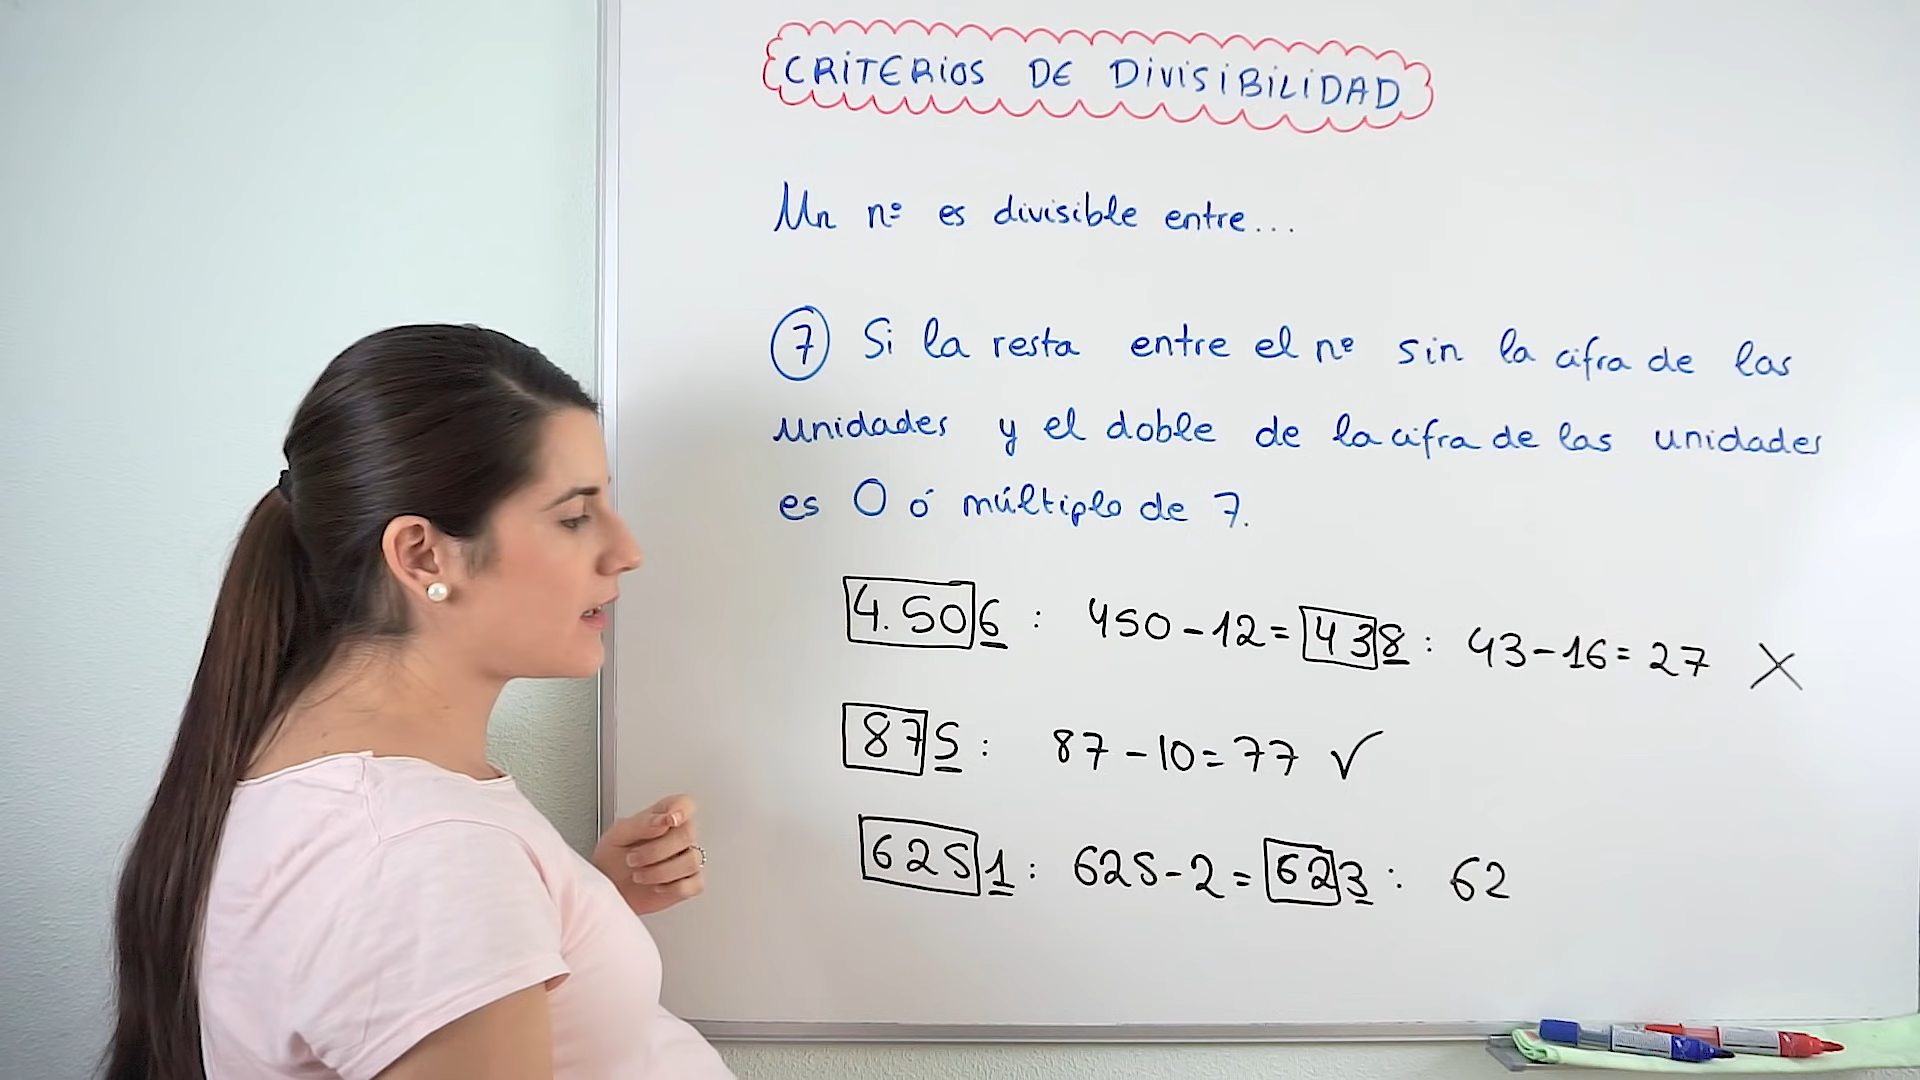 CRITERIOS DE DIVISIBILIDAD
Un nº es divisible entre...
7 Si la resta entre el nº sin la cifra de las
unidades y el doble de la cifra de las unidades
es 0 ó múltiplo de 7.
4.506 : 450-12= 438 : 43-16=27 X
875 : 87-10=77 ✓
6251 : 625-2= 623 : 62